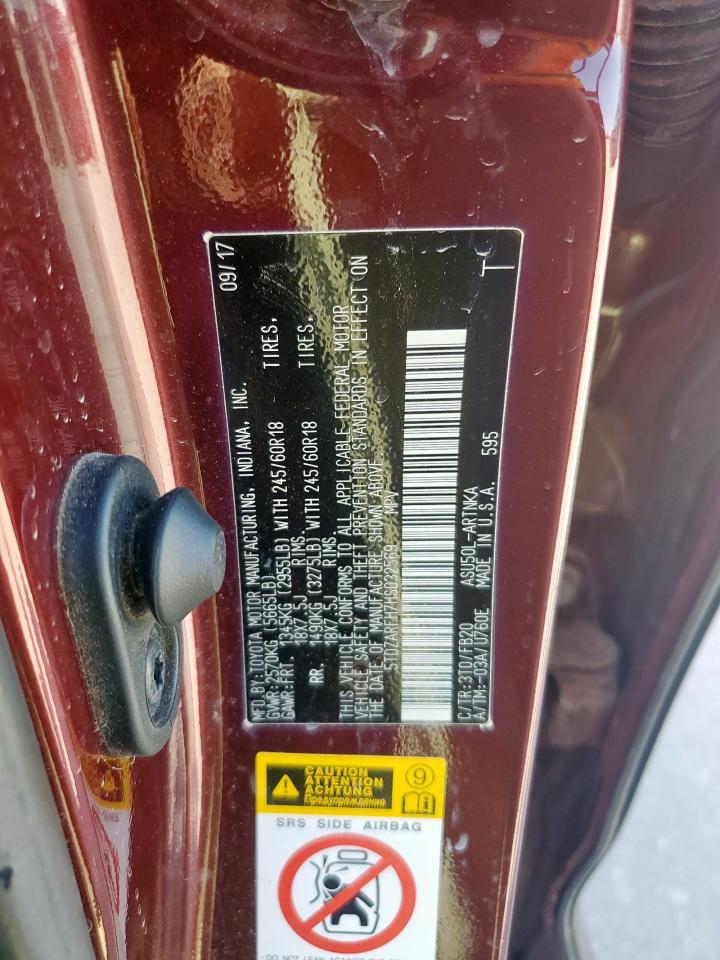 MFD.BY:TOYOTA MOTOR MANUFACTURING, INDIANA, INC. 09/17
GVWR:2570KG (5665LB)
GAWR:FRT. 1345KG (2955LB) WITH 245/60R18 TIRES,
18X7.5J RIMS,
RR. 1490KG (3275LB) WITH 245/60R18 TIRES,
18X7.5J RIMS,
THIS VEHICLE CONFORMS TO ALL APPLICABLE FEDERAL MOTOR
VEHICLE SAFETY AND THEFT PREVENTION STANDARDS IN EFFECT ON
THE DATE OF MANUFACTURE SHOWN ABOVE.
MPV
C/TR:3T0/FB20 ASU50L-ARTNKA
A/TM:-03A/U760E MADE IN U.S.A. 595
T
CAUTION
ATTENTION
ACHTUNG
Предупреждение
9
SRS SIDE AIRBAG